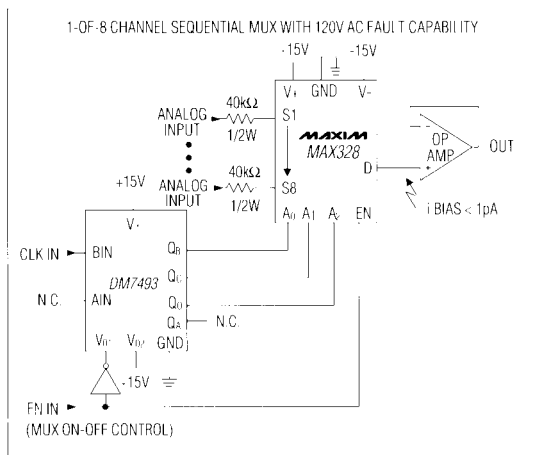 1-OF-8 CHANNEL SEQUENTIAL MUX WITH 120V AC FAULT CAPABILITY
-15V -15V
V+ GND V-
40kΩ
ANALOG INPUT S1
1/2W
MAXIM
MAX328
OP AMP
OUT
D
i BIAS < 1pA
40kΩ
ANALOG INPUT S8
1/2W
A0 A1 A2 EN
+15V
V+
CLK IN BIN QB
DM7493
QC
N.C. AIN QD
QA N.C.
V01 V02 GND
-15V
EN IN
(MUX ON-OFF CONTROL)